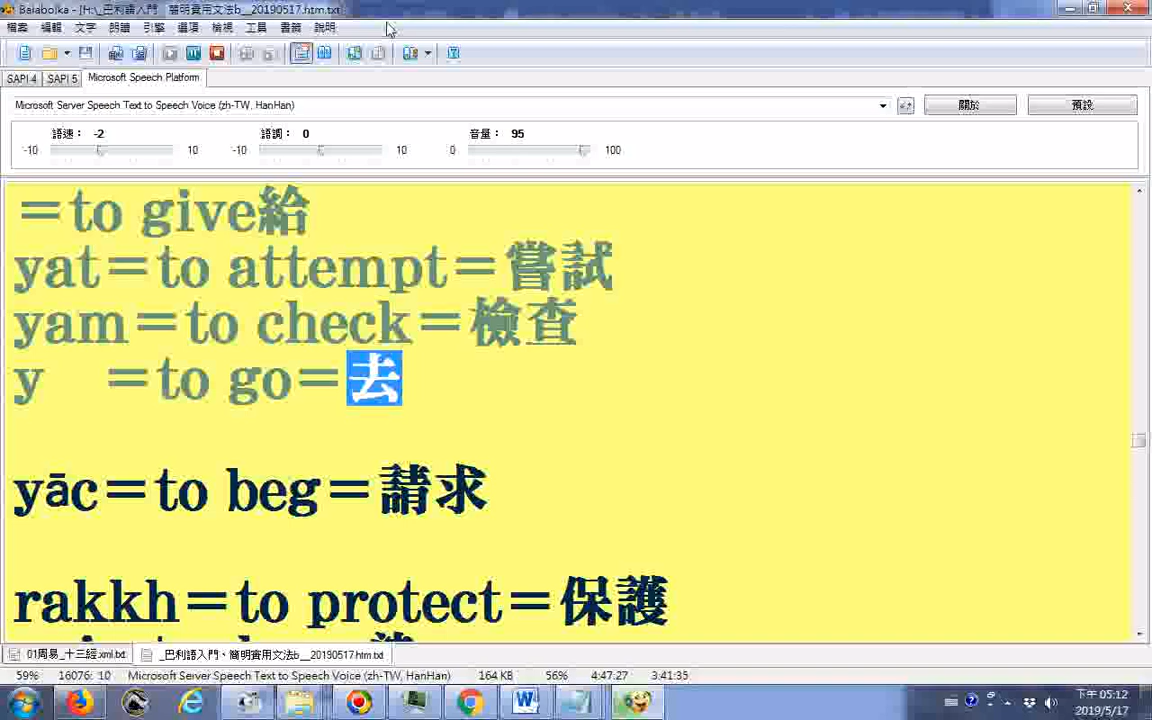 Balabolka - [H:\_巴利語入門、簡明實用文法b__20190517.htm.txt]
檔案 編輯 文字 朗讀 引擎 選項 檢視 工具 書籤 說明
SAPI 4 SAPI 5 Microsoft Speech Platform
Microsoft Server Speech Text to Speech Voice (zh-TW, HanHan) 關於 預設
語速： -2 語調： 0 音量： 95
-10 10 -10 10 0 100
＝to give給
yat＝to attempt＝嘗試
yam＝to check＝檢查
y ＝to go＝去
yāc＝to beg＝請求
rakkh＝to protect＝保護
01周易_十三經.xml.txt _巴利語入門、簡明實用文法b__20190517.htm.txt
59% 16076: 10 Microsoft Server Speech Text to Speech Voice (zh-TW, HanHan) 164 KB 56% 4:47:27 3:41:35
下午 05:12
2019/5/17